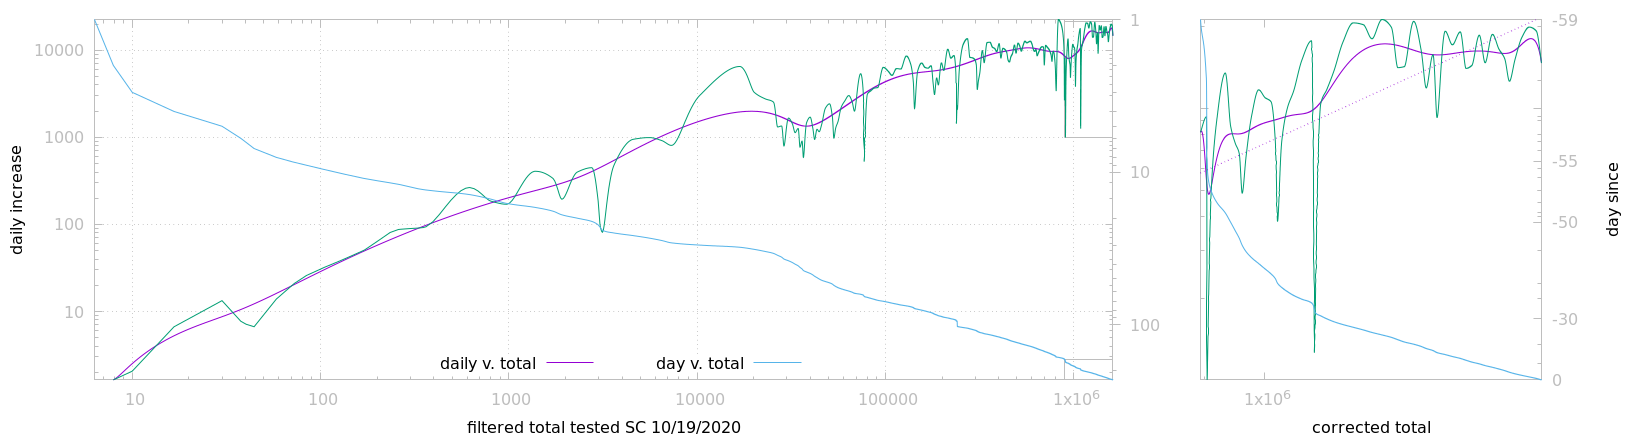 10000
1000
100
10
daily increase
10
100
1000
10000
100000
1x10^6
1
10
100
daily v. total
day v. total
filtered total tested SC 10/19/2020
1x10^6
-59
-55
-50
-30
0
day since
corrected total